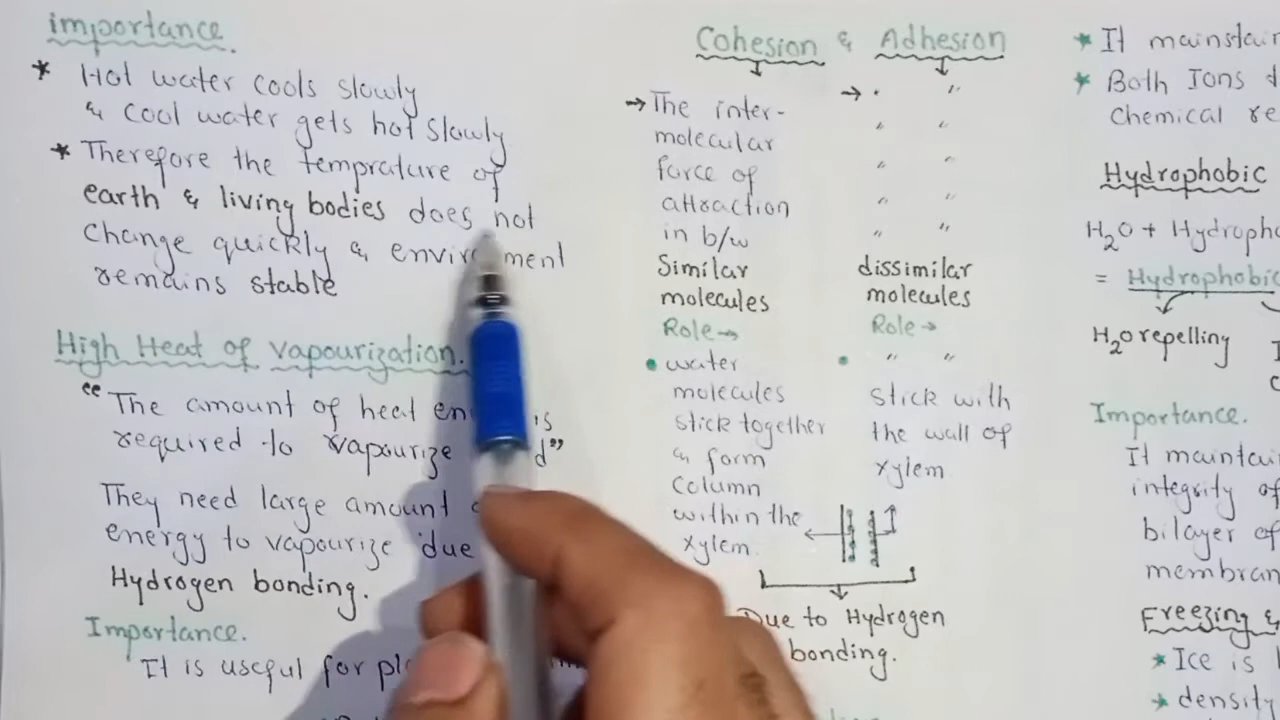 importance.
* Hot water cools slowly
& cool water gets hot slowly
* Therefore the temprature of
earth & living bodies does not
change quickly & envir ment
remains stable
High Heat of vapourization.
“ The amount of heat en is
required to vapourize d”
They need large amount
energy to vapourize due
Hydrogen bonding.
Importance.
It is useful for pl
Cohesion & Adhesion
→ The inter-
molecular
force of
attraction
in b/w
Similar
molecules
Role →
• water
molecules
stick together
& form
column
within the
xylem.
→ • "
" "
" "
" "
" "
dissimilar
molecules
Role →
• " "
stick with
the wall of
xylem
Due to Hydrogen
bonding.
* It mainstai
* Both Ions d
Chemical re
Hydrophobic
H2O + Hydropho
= Hydrophobic
H2O repelling
Importance.
It maintai
integrity of
bilayer of
membran
Freezing &
* Ice is
* density